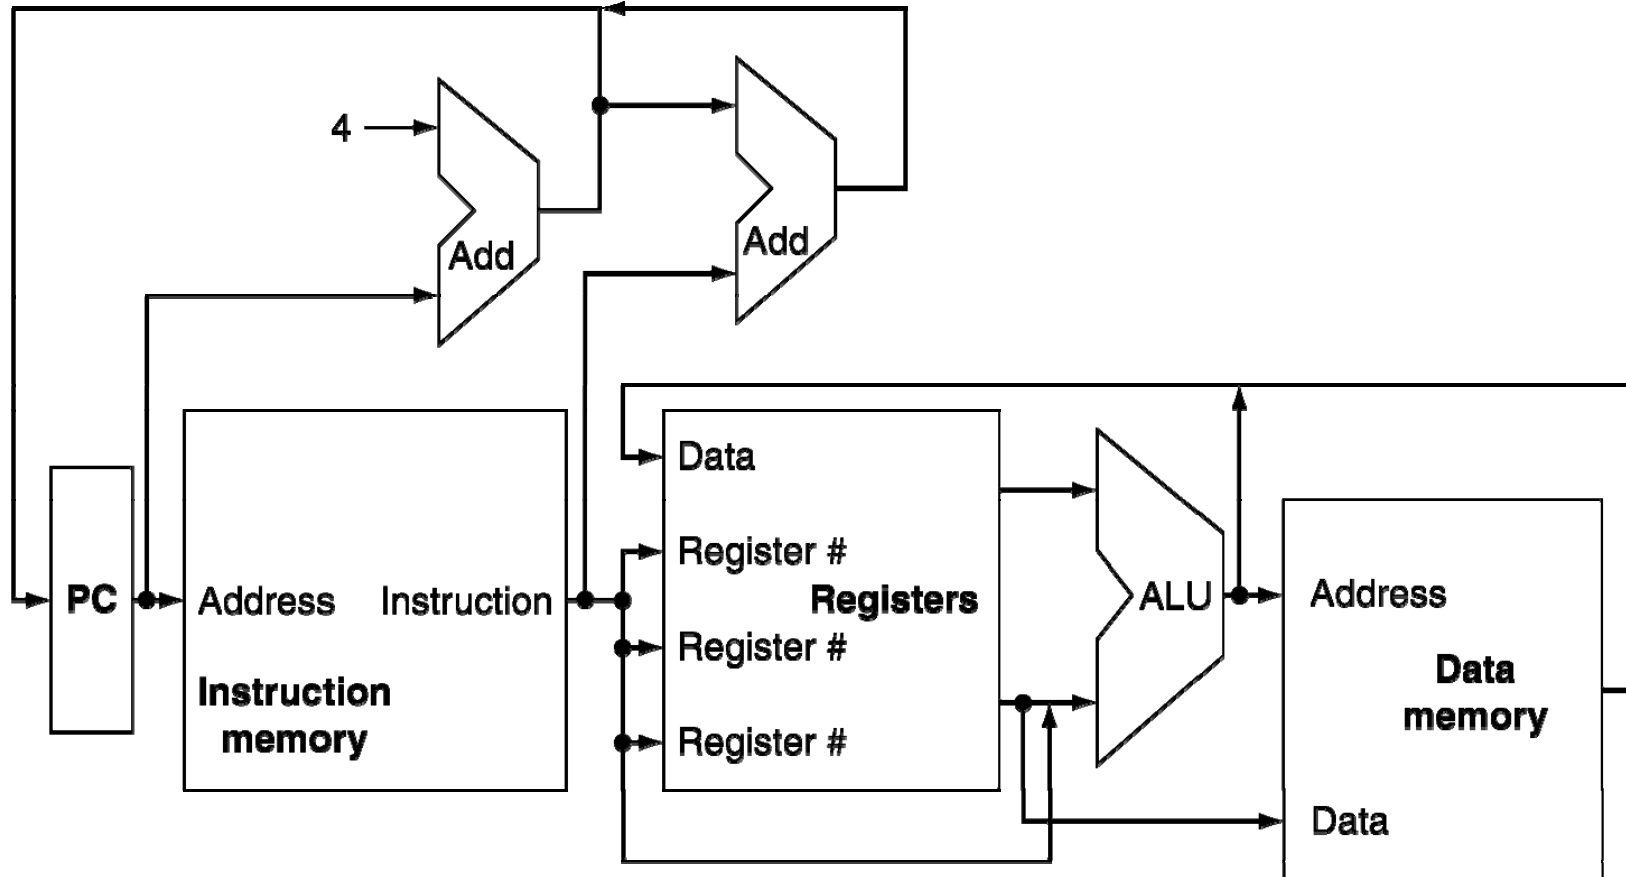 4
Add
Add
Data
Register #
PC
Address
Instruction
Registers
ALU
Address
Register #
Instruction
memory
Data
memory
Register #
Data